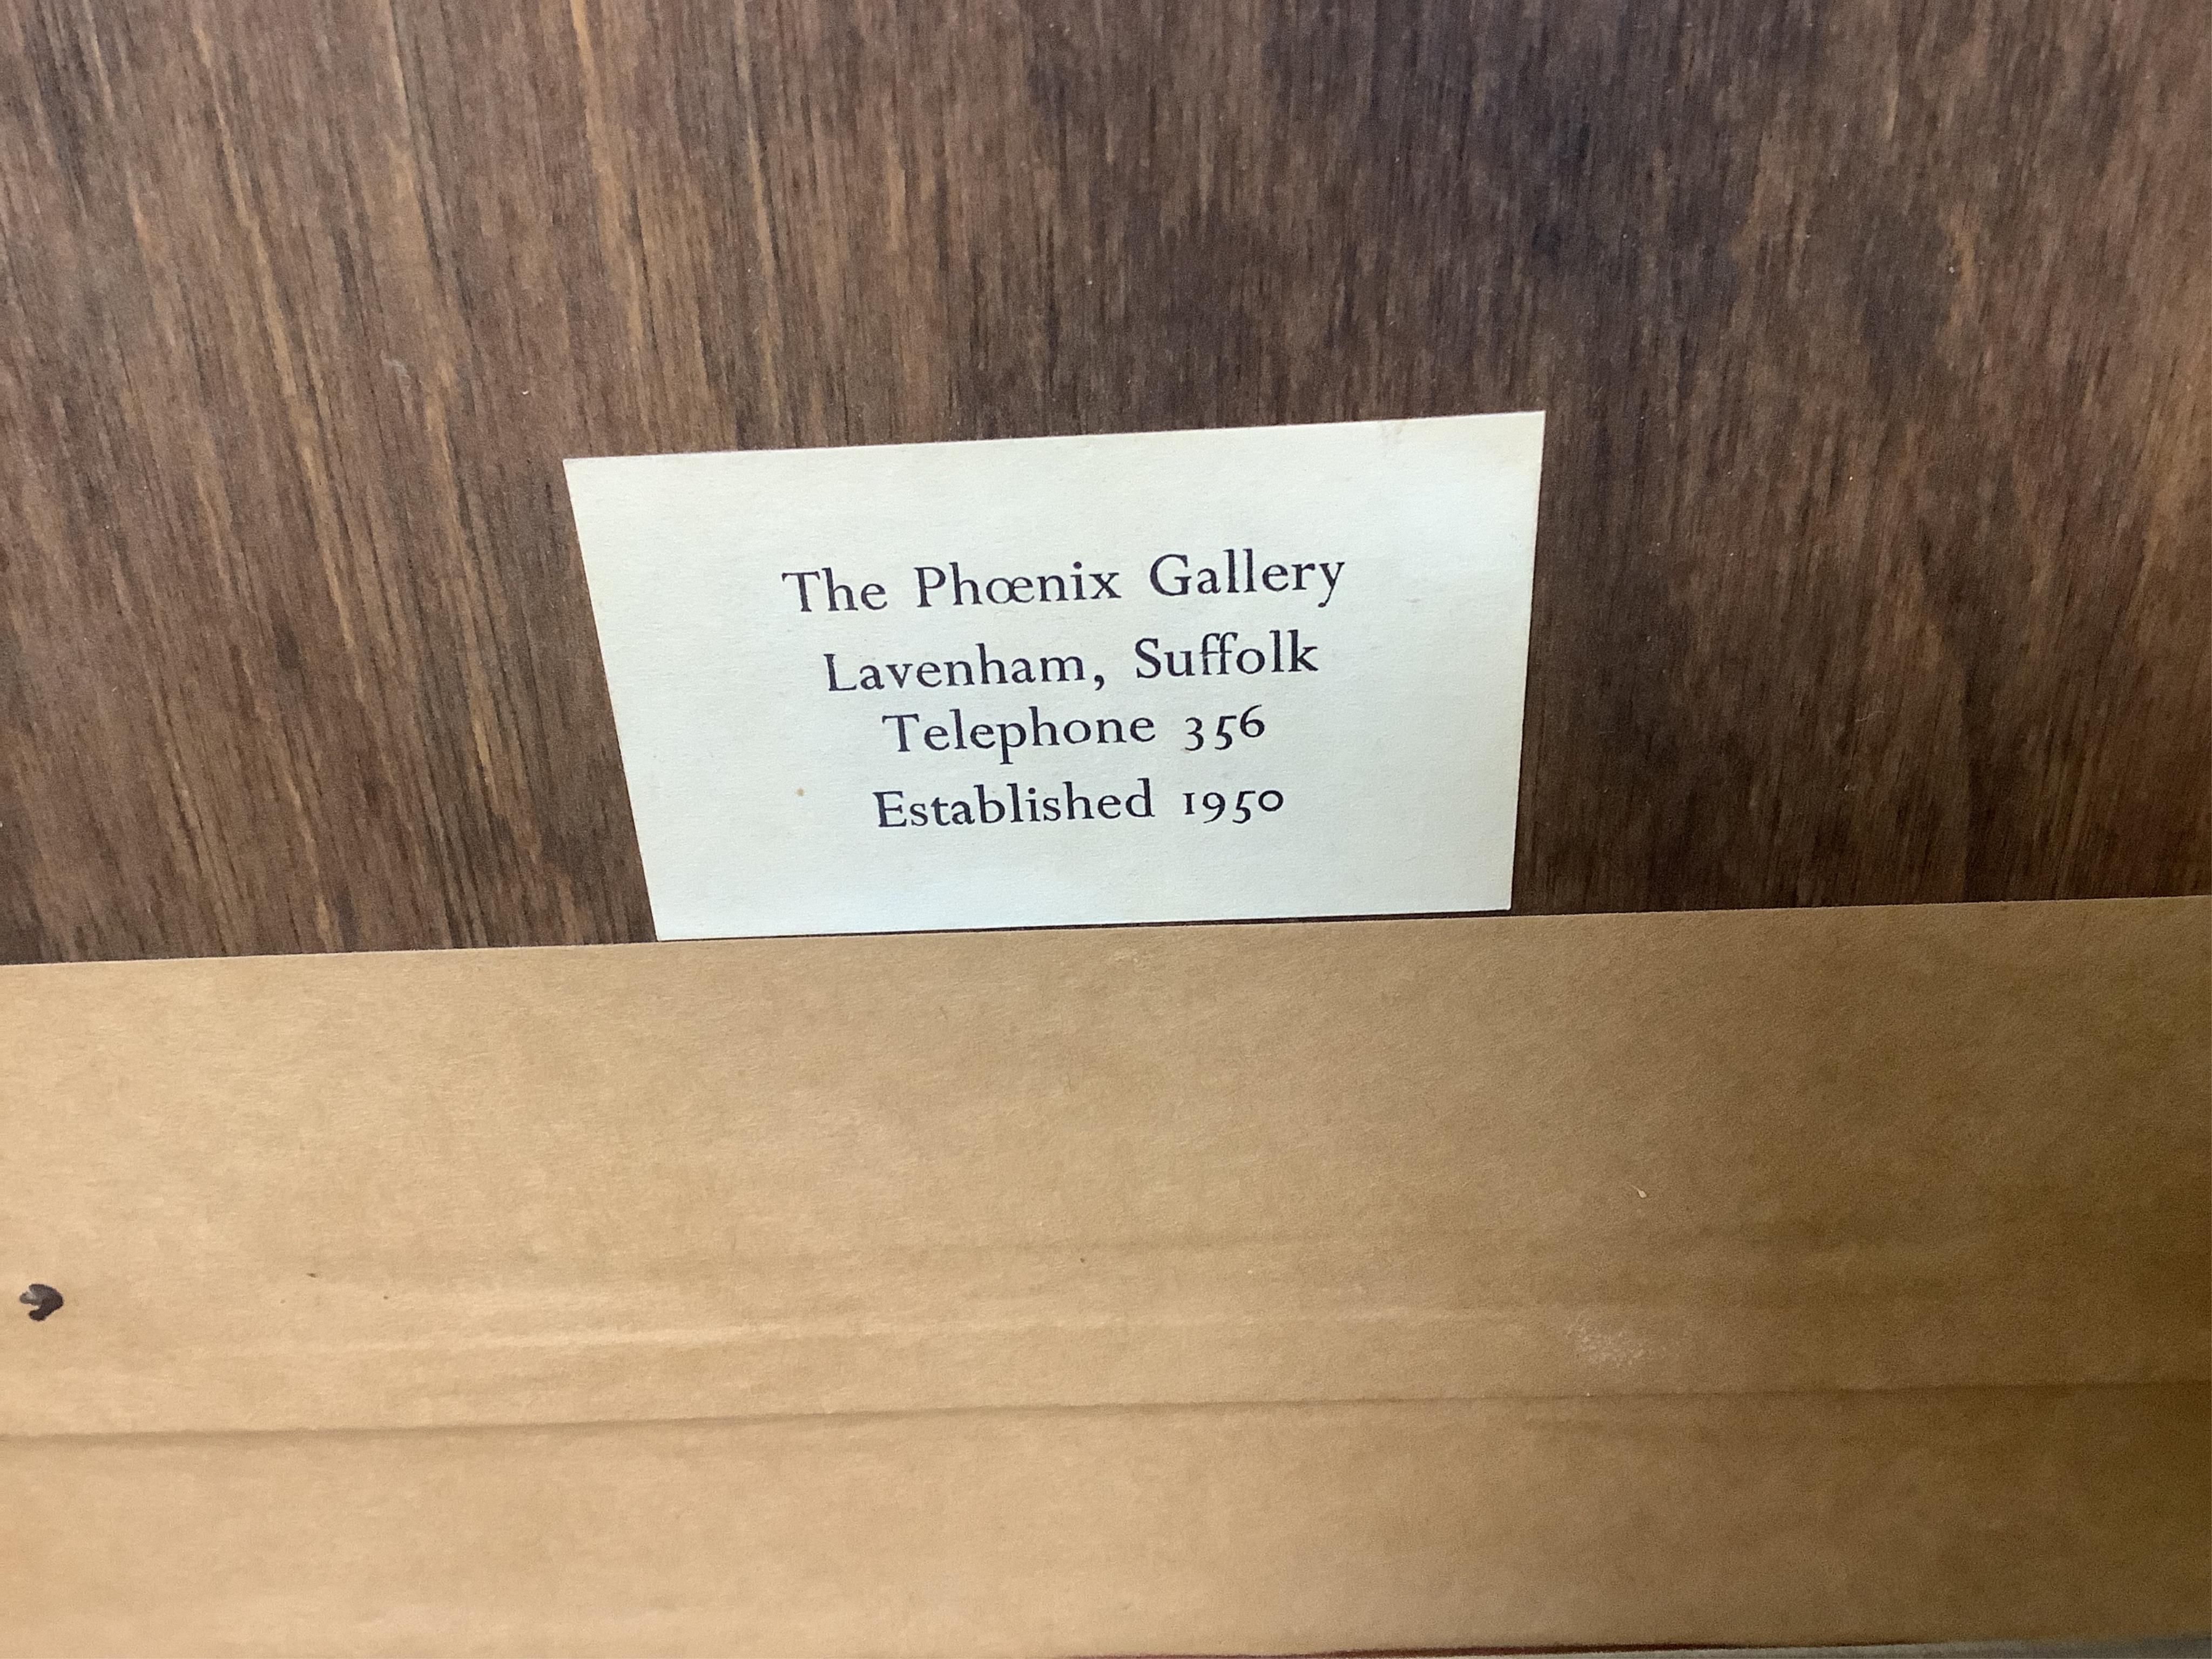 The Phœnix Gallery
Lavenham, Suffolk
Telephone 356
Established 1950